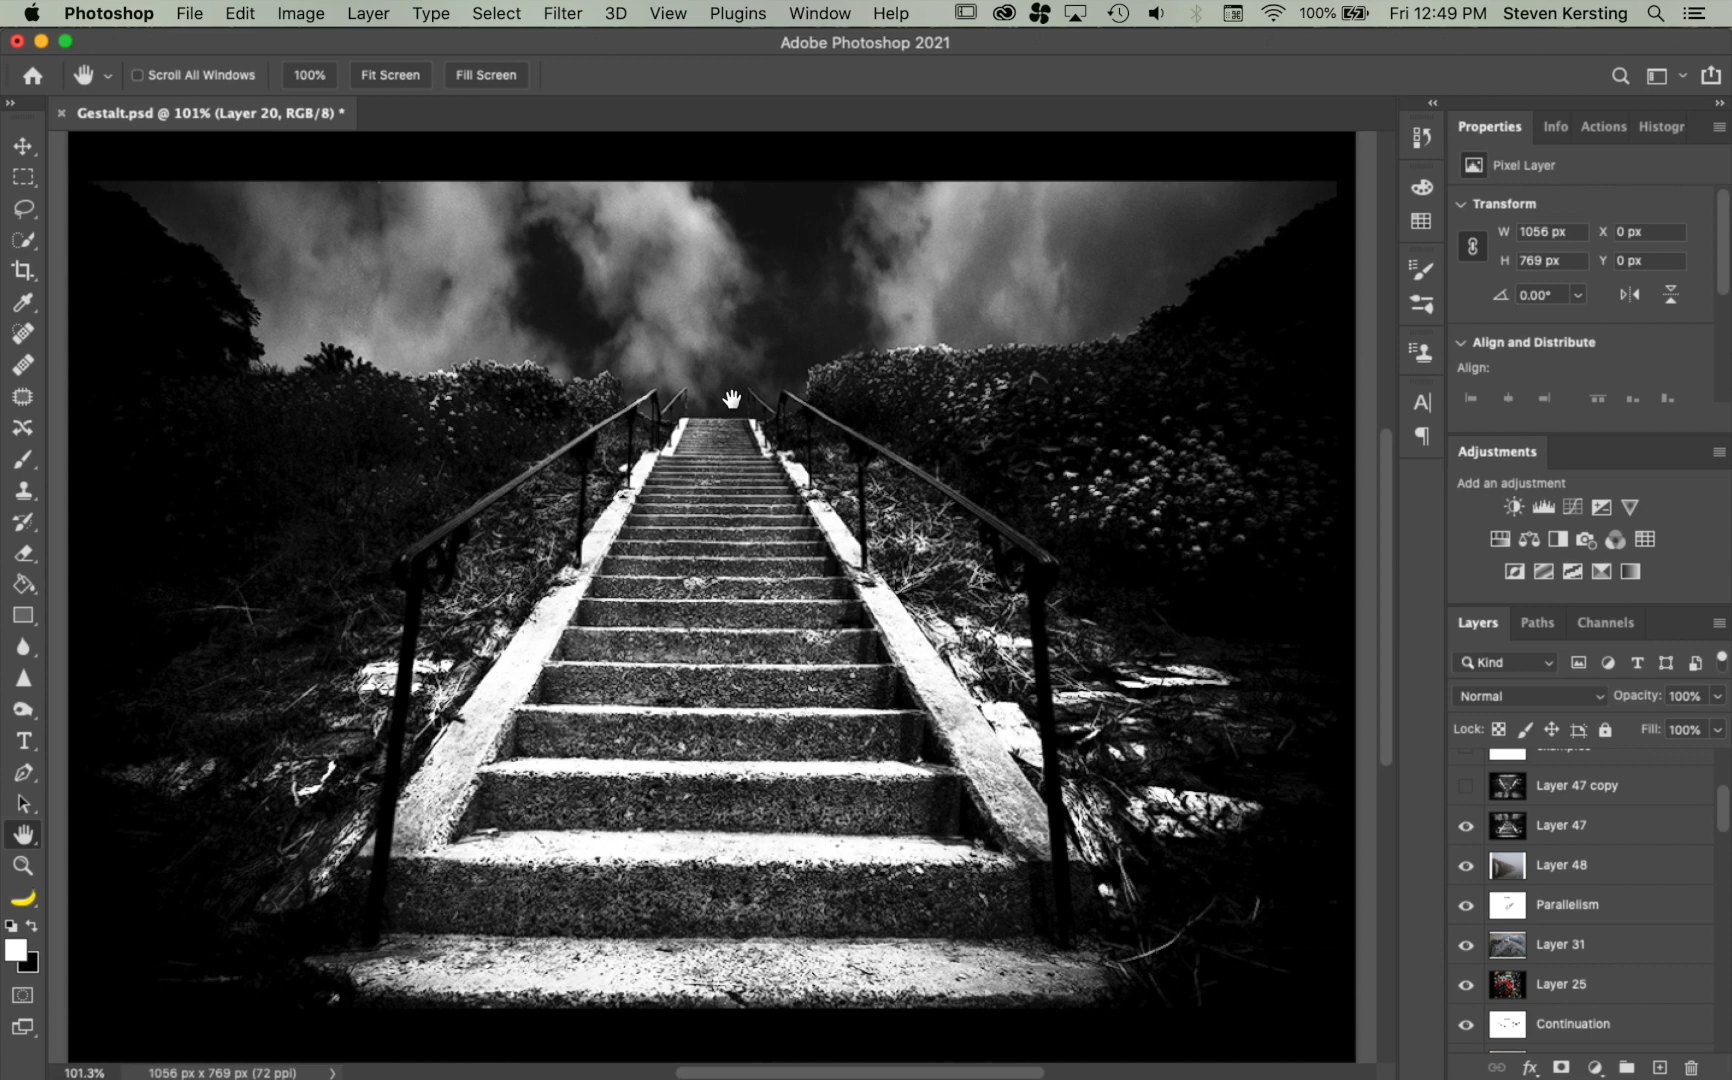 Photoshop File Edit Image Layer Type Select Filter 3D View Plugins Window Help 100% Fri 12:49 PM Steven Kersting
Adobe Photoshop 2021
Scroll All Windows 100% Fit Screen Fill Screen
Gestalt.psd @ 101% (Layer 20, RGB/8) *
Properties Info Actions Histogr
Pixel Layer
Transform
W 1056 px X 0 px
H 769 px Y 0 px
0.00°
Align and Distribute
Align:
Adjustments
Add an adjustment
Layers Paths Channels
Kind
Normal Opacity: 100%
Lock: Fill: 100%
Layer 47 copy
Layer 47
Layer 48
Parallelism
Layer 31
Layer 25
Continuation
101.3% 1056 px x 769 px (72 ppi)